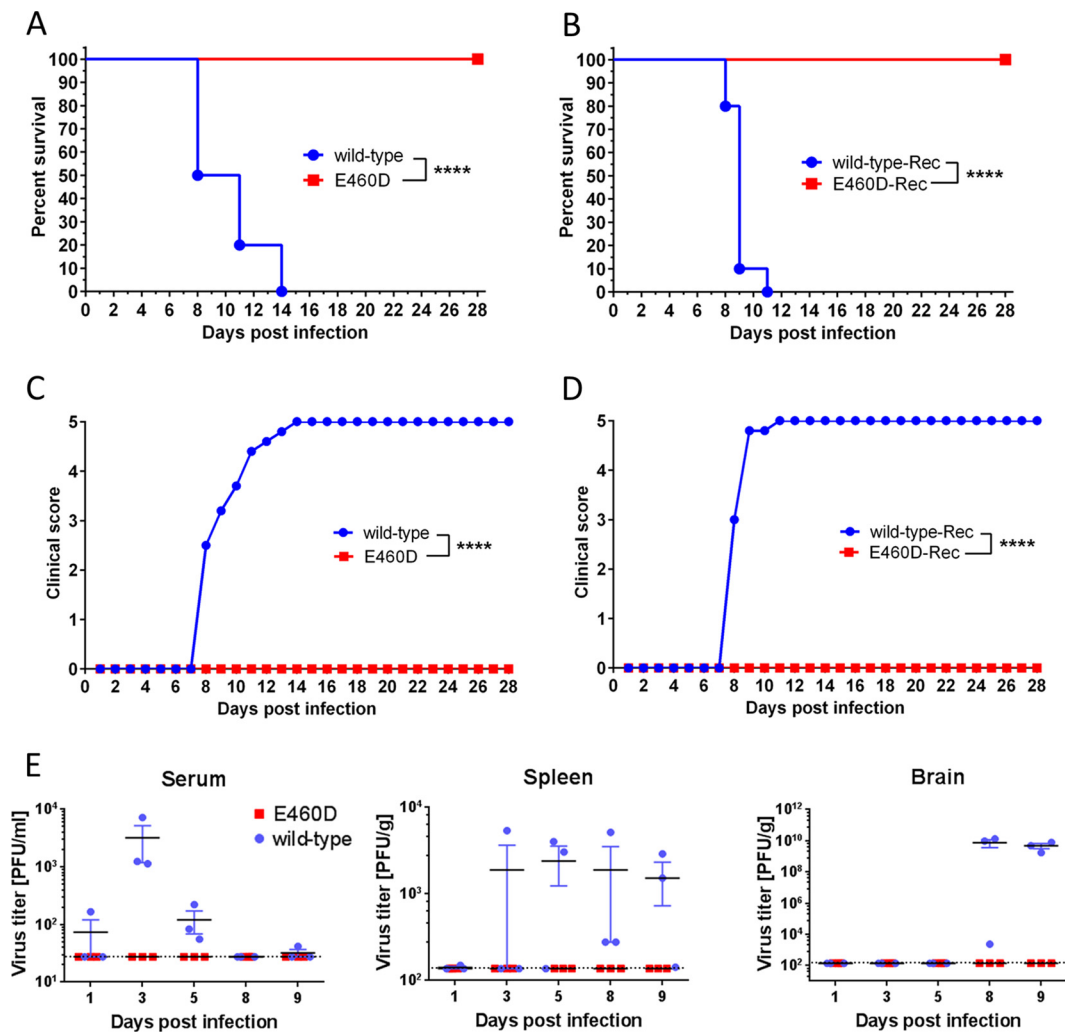 A
B
Percent survival
100
90
80
70
60
50
40
30
20
10
0
wild-type
E460D
****
0 2 4 6 8 10 12 14 16 18 20 22 24 26 28
Days post infection
Percent survival
100
90
80
70
60
50
40
30
20
10
0
wild-type-Rec
E460D-Rec
****
0 2 4 6 8 10 12 14 16 18 20 22 24 26 28
Days post infection
C
D
Clinical score
5
4
3
2
1
0
wild-type
E460D
****
0 2 4 6 8 10 12 14 16 18 20 22 24 26 28
Days post infection
Clinical score
5
4
3
2
1
0
wild-type-Rec
E460D-Rec
****
0 2 4 6 8 10 12 14 16 18 20 22 24 26 28
Days post infection
E
Serum
E460D
wild-type
Virus titer [PFU/ml]
10⁴
10³
10²
10¹
1 3 5 8 9
Days post infection
Spleen
Virus titer [PFU/g]
10⁴
10³
10²
1 3 5 8 9
Days post infection
Brain
Virus titer [PFU/g]
10¹²
10¹⁰
10⁸
10⁶
10⁴
10²
1 3 5 8 9
Days post infection